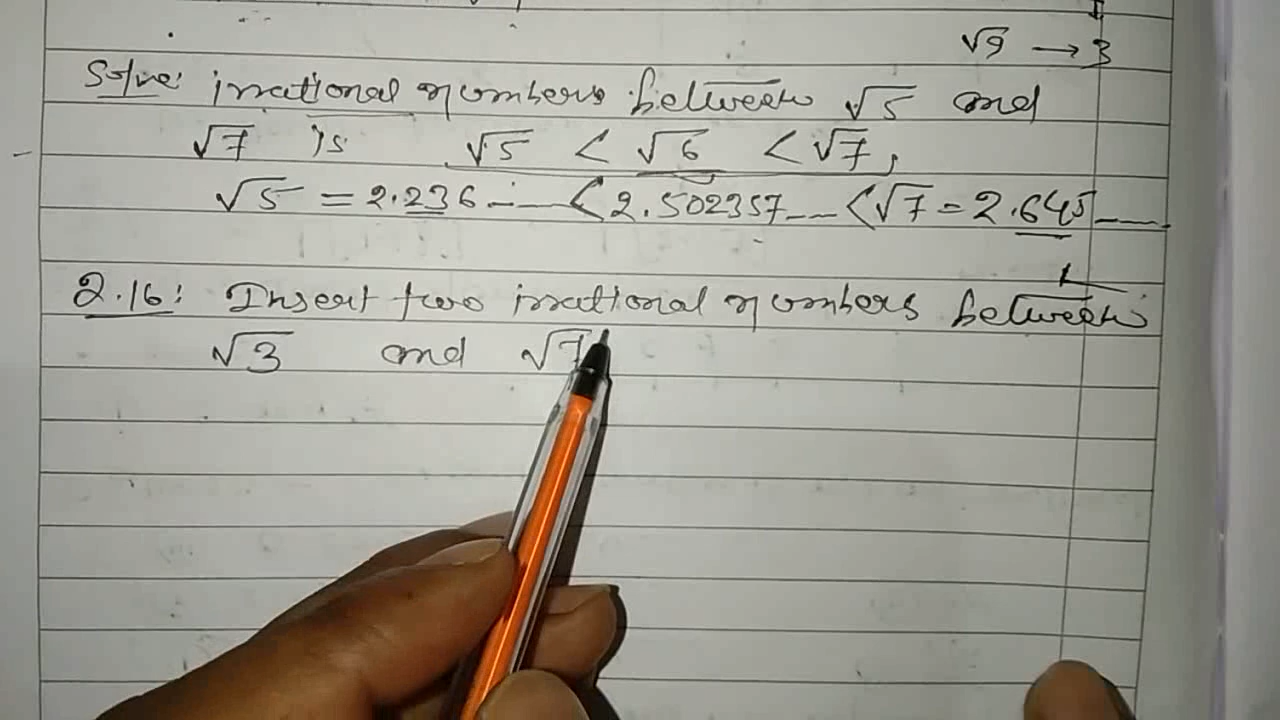 √9 → 3
Solve: irrational numbers between √5 and
√7 is √5 < √6 < √7,
√5 = 2.236 ... < 2.502357... < √7 = 2.645 ...
2.16: Insert two irrational numbers between
√3 and √7